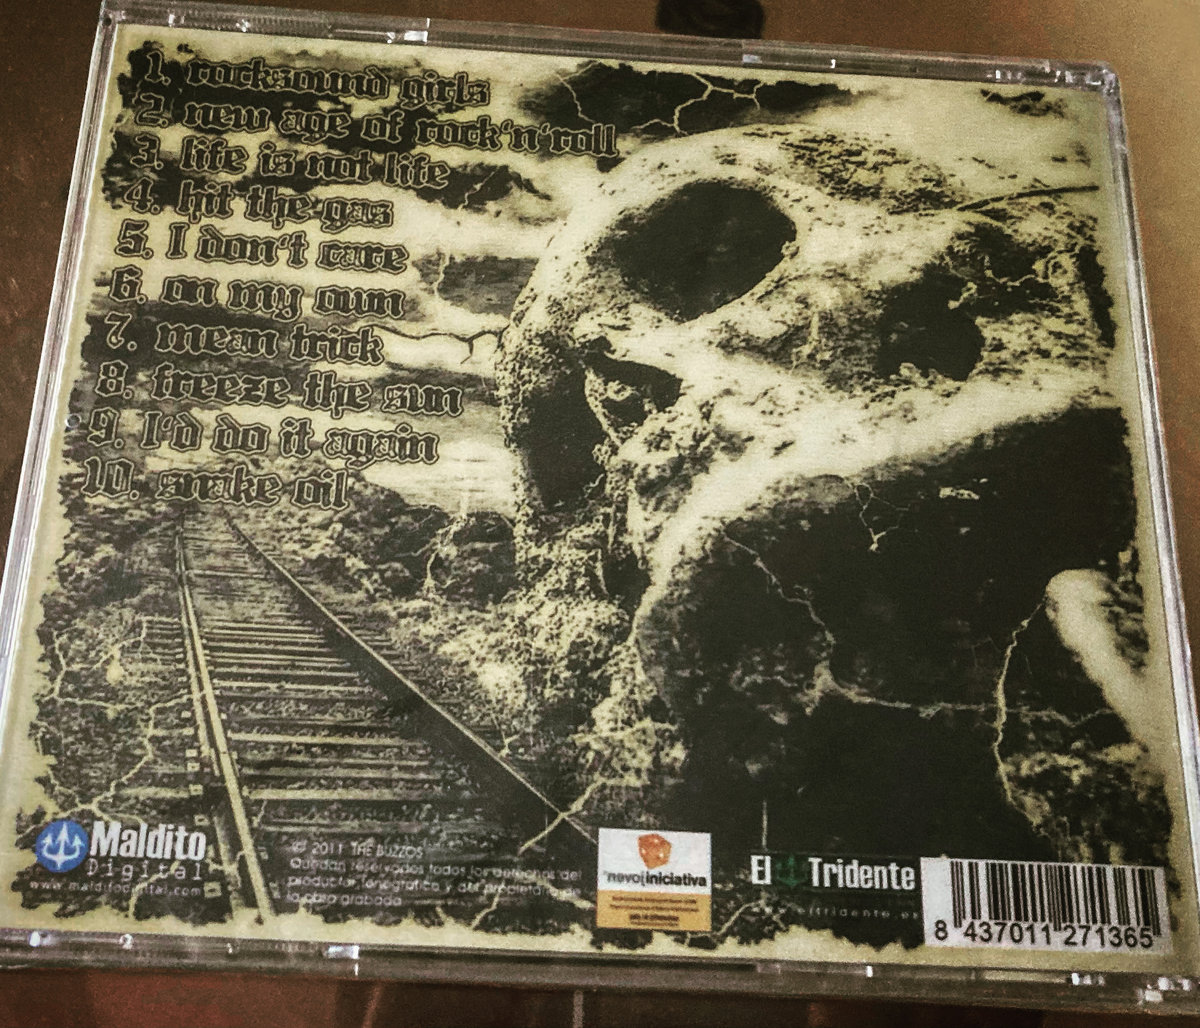 1. rocksound girls
2. new age of rock'n'roll
3. life is not life
4. hit the gas
5. I don't care
6. on my own
7. mean trick
8. freeze the sun
9. I'd do it again
10. snake oil
Maldito
Digital
www.malditodigital.com
2011 THE BUZZOS
Quedan reservados todos los derechos del
productor fonográfico y del propietario de
la obra grabada
novaj iniciativa
El Tridente
8 437011 271365